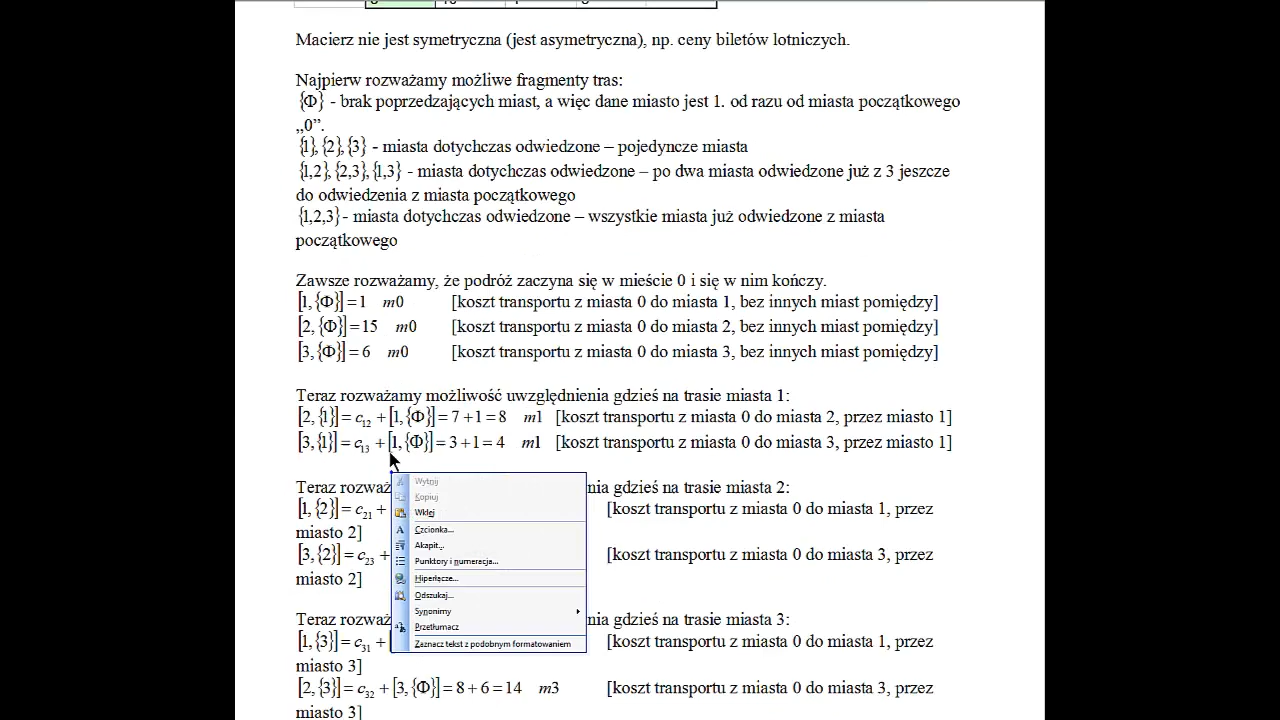 Macierz nie jest symetryczna (jest asymetryczna), np. ceny biletów lotniczych.
Najpierw rozważamy możliwe fragmenty tras:
{Φ} - brak poprzedzających miast, a więc dane miasto jest 1. od razu od miasta początkowego
„0”.
{1},{2},{3} - miasta dotychczas odwiedzone – pojedyncze miasta
{1,2},{2,3},{1,3} - miasta dotychczas odwiedzone – po dwa miasta odwiedzone już z 3 jeszcze
do odwiedzenia z miasta początkowego
{1,2,3} - miasta dotychczas odwiedzone – wszystkie miasta już odwiedzone z miasta
początkowego
Zawsze rozważamy, że podróż zaczyna się w mieście 0 i się w nim kończy.
[1,{Φ}] = 1 m0 [koszt transportu z miasta 0 do miasta 1, bez innych miast pomiędzy]
[2,{Φ}] = 15 m0 [koszt transportu z miasta 0 do miasta 2, bez innych miast pomiędzy]
[3,{Φ}] = 6 m0 [koszt transportu z miasta 0 do miasta 3, bez innych miast pomiędzy]
Teraz rozważamy możliwość uwzględnienia gdzieś na trasie miasta 1:
[2,{1}] = c12 + [1,{Φ}] = 7 + 1 = 8 m1 [koszt transportu z miasta 0 do miasta 2, przez miasto 1]
[3,{1}] = c13 + [1,{Φ}] = 3 + 1 = 4 m1 [koszt transportu z miasta 0 do miasta 3, przez miasto 1]
Wytnij
Kopiuj
Wklej
Czcionka...
Akapit...
Punktory i numeracja...
Hiperłącze...
Odszukaj...
Synonimy
Przetłumacz
Zaznacz tekst z podobnym formatowaniem
Teraz rozważ nia gdzieś na trasie miasta 2:
[1,{2}] = c21 + [koszt transportu z miasta 0 do miasta 1, przez
miasto 2]
[3,{2}] = c23 + [koszt transportu z miasta 0 do miasta 3, przez
miasto 2]
Teraz rozważ nia gdzieś na trasie miasta 3:
[1,{3}] = c31 + [koszt transportu z miasta 0 do miasta 1, przez
miasto 3]
[2,{3}] = c32 + [3,{Φ}] = 8 + 6 = 14 m3 [koszt transportu z miasta 0 do miasta 3, przez
miasto 3]